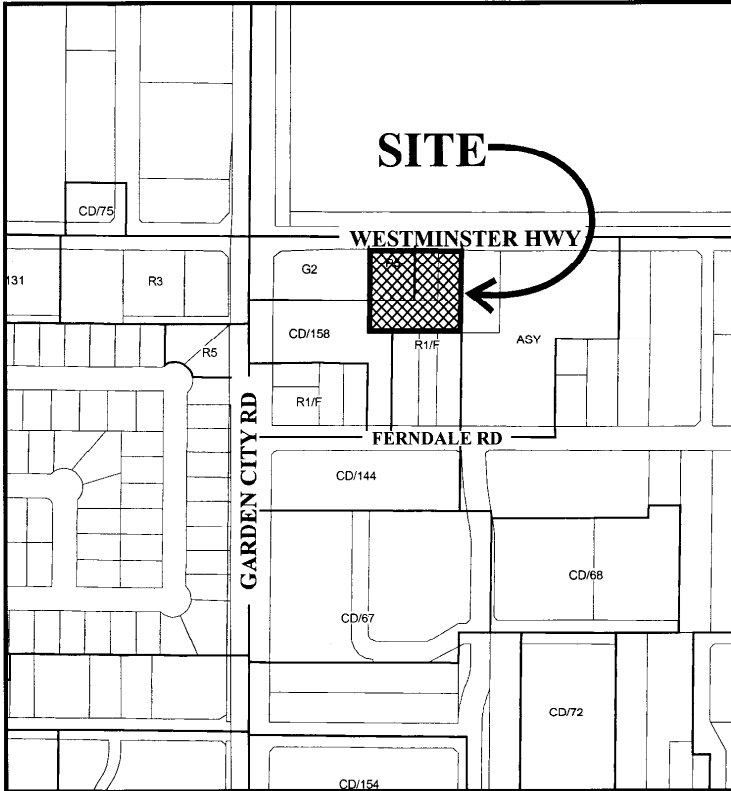 SITE
CD/75
WESTMINSTER HWY
131
R3
G2
CD/158
R5
R1/F
ASY
R1/F
GARDEN CITY RD
FERNDALE RD
CD/144
CD/68
CD/67
CD/72
CD/154